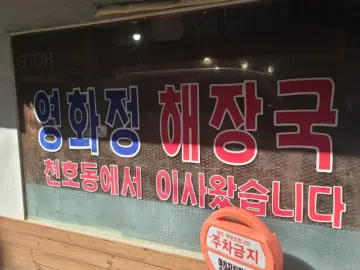 영화정 해장국
천호동에서 이사왔습니다
주차금지